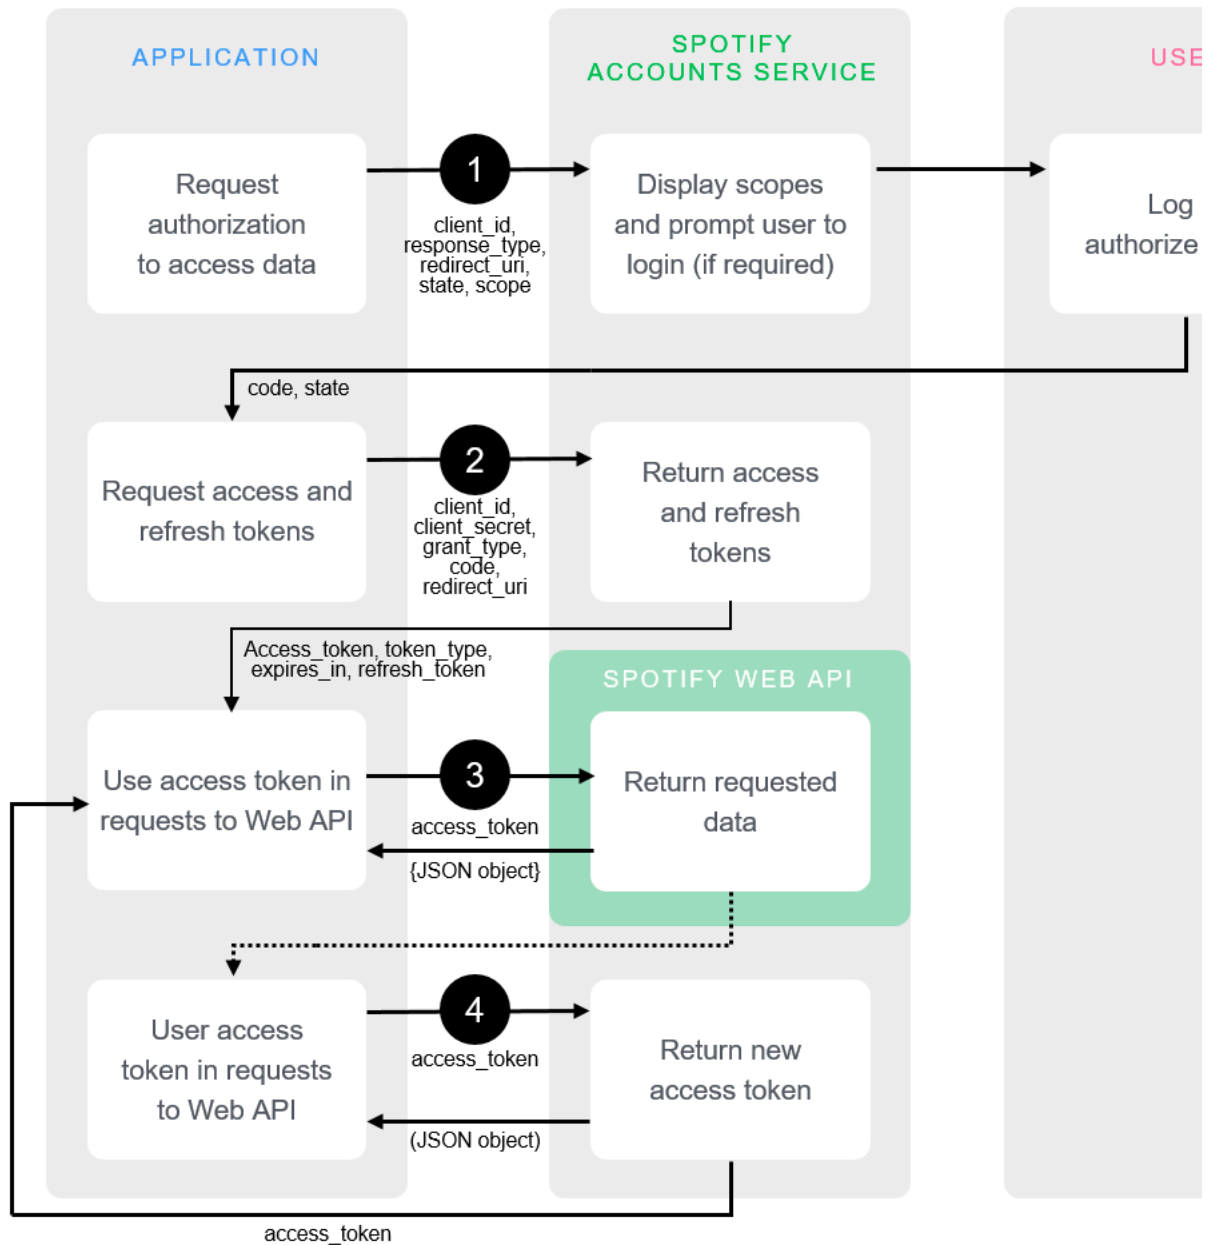 APPLICATION
SPOTIFY
ACCOUNTS SERVICE
USE
Request
authorization
to access data
1
client_id,
response_type,
redirect_uri,
state, scope
Display scopes
and prompt user to
login (if required)
Log
authorize
code, state
Request access and
refresh tokens
2
client_id,
client_secret,
grant_type,
code,
redirect_uri
Return access
and refresh
tokens
Access_token, token_type,
expires_in, refresh_token
SPOTIFY WEB API
Use access token in
requests to Web API
3
access_token
{JSON object}
Return requested
data
User access
token in requests
to Web API
4
access_token
(JSON object)
Return new
access token
access_token